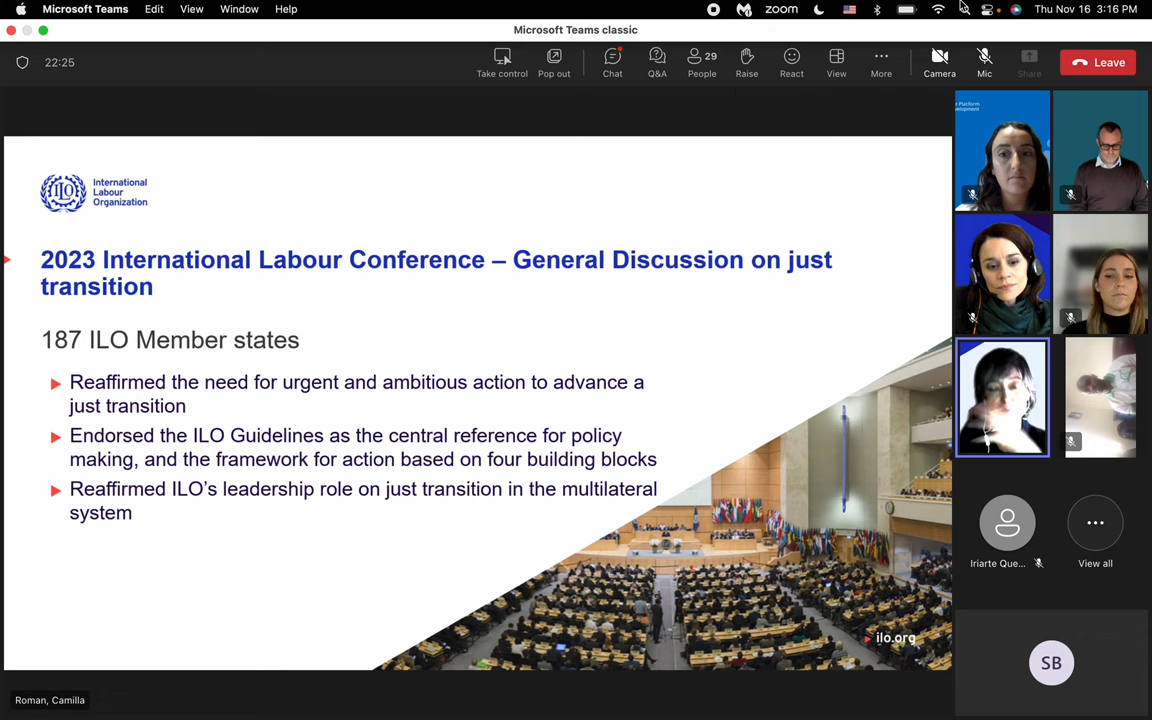 Microsoft Teams Edit View Window Help zoom Thu Nov 16 3:16 PM
Microsoft Teams classic
22:25
Take control Pop out Chat Q&A 29 People Raise React View More Camera Mic Share Leave
r Platform
velopment
International
Labour
Organization
2023 International Labour Conference – General Discussion on just
transition
187 ILO Member states
Reaffirmed the need for urgent and ambitious action to advance a
just transition
Endorsed the ILO Guidelines as the central reference for policy
making, and the framework for action based on four building blocks
Reaffirmed ILO's leadership role on just transition in the multilateral
system
ilo.org
Iriarte Que... View all
SB
Roman, Camilla